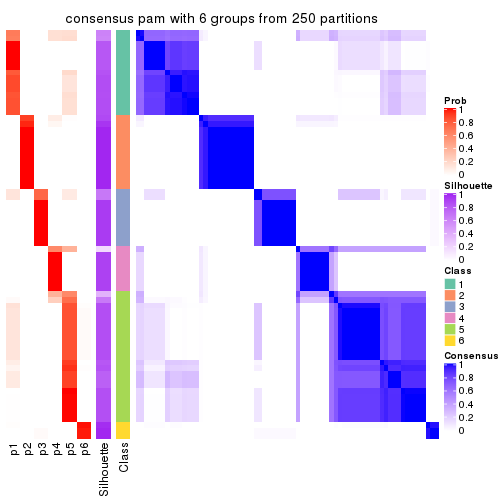 consensus pam with 6 groups from 250 partitions
Prob
1
0.8
0.6
0.4
0.2
0
Silhouette
1
0.8
0.6
0.4
0.2
0
Class
1
2
3
4
5
6
Consensus
1
0.8
0.6
0.4
0.2
0
p1
p2
p3
p4
p5
p6
Silhouette
Class